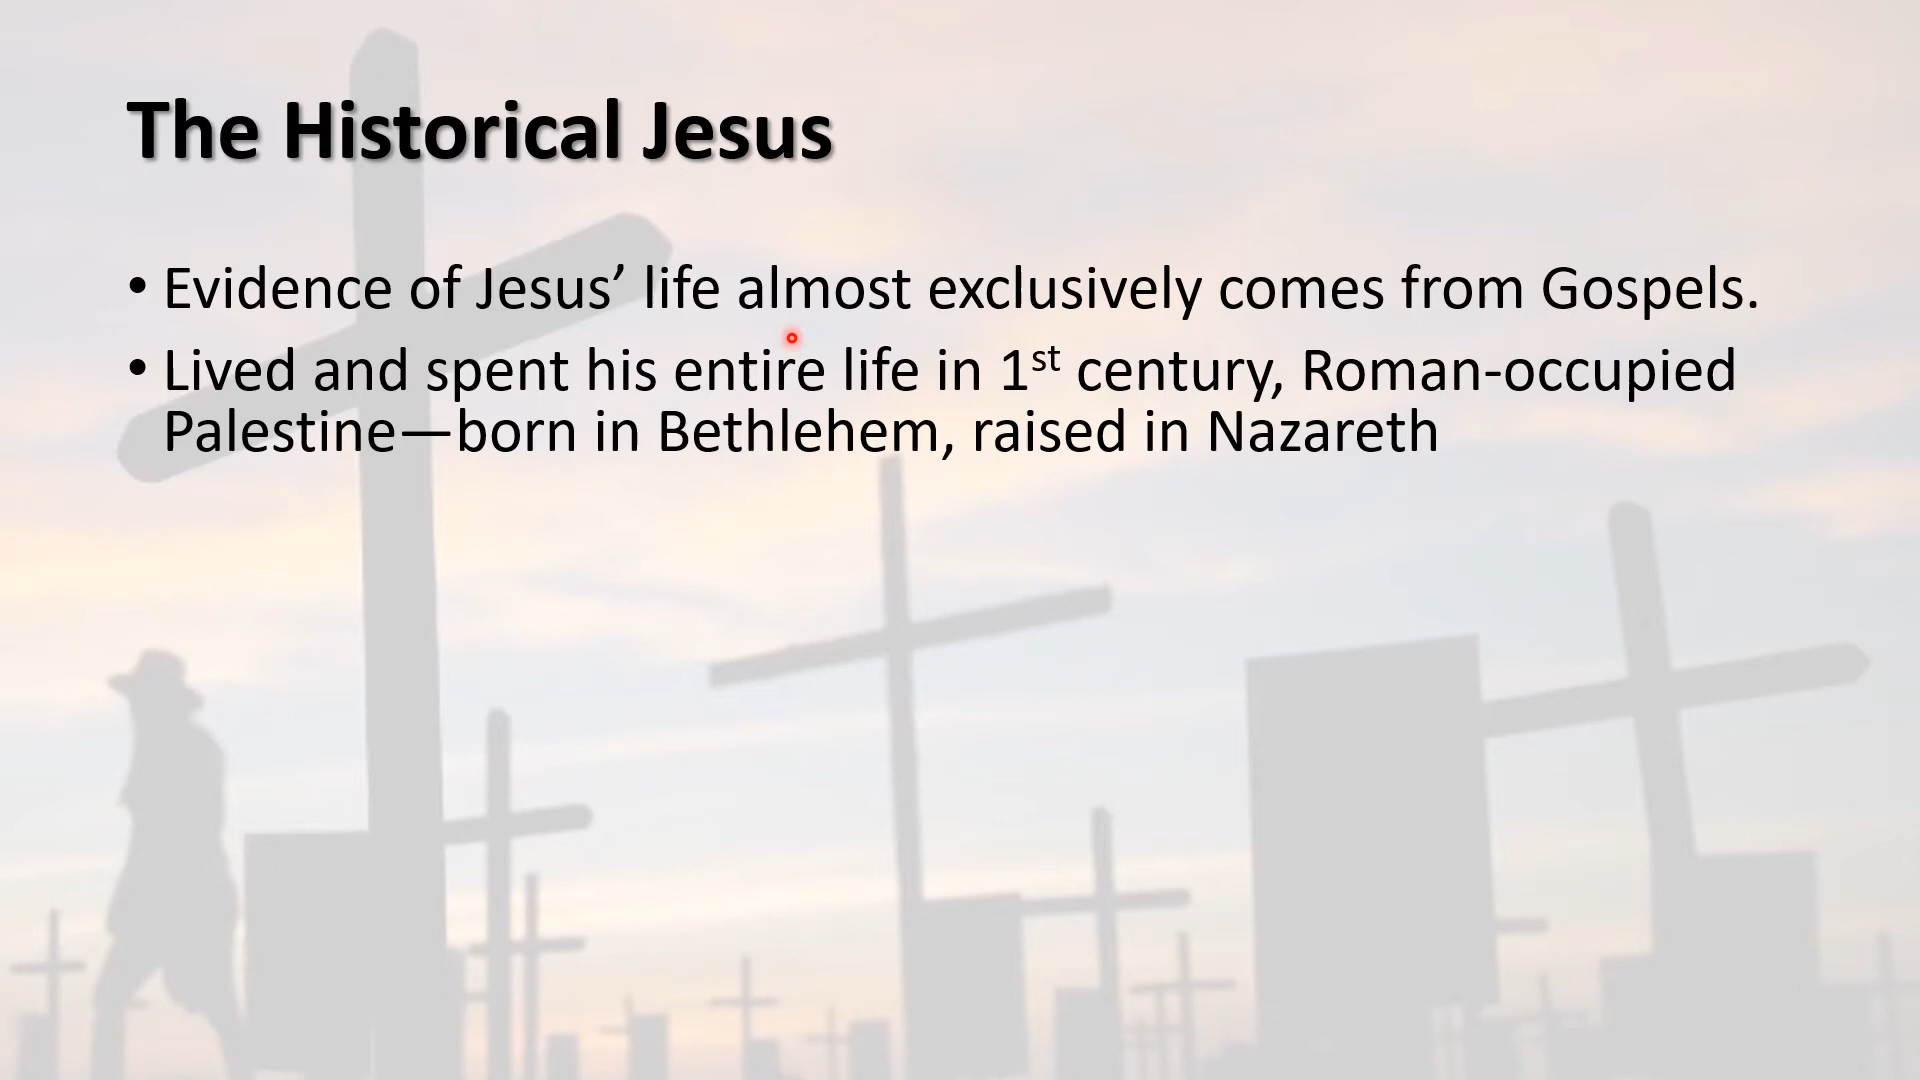 The Historical Jesus
• Evidence of Jesus’ life almost exclusively comes from Gospels.
• Lived and spent his entire life in 1st century, Roman-occupied
Palestine—born in Bethlehem, raised in Nazareth